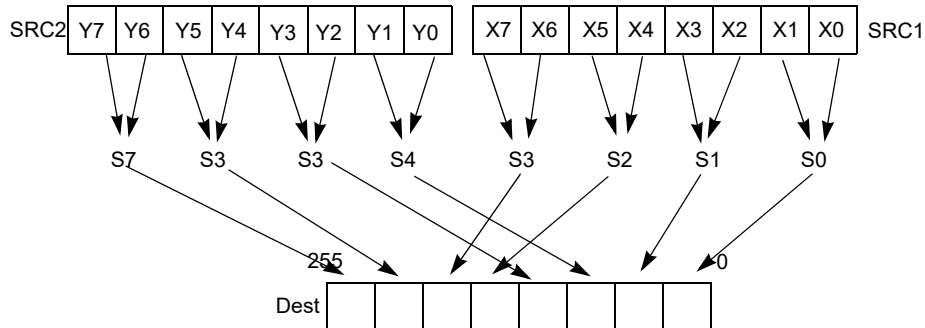 SRC2 Y7 Y6 Y5 Y4 Y3 Y2 Y1 Y0 X7 X6 X5 X4 X3 X2 X1 X0 SRC1
S7 S3 S3 S4 S3 S2 S1 S0
255 0
Dest